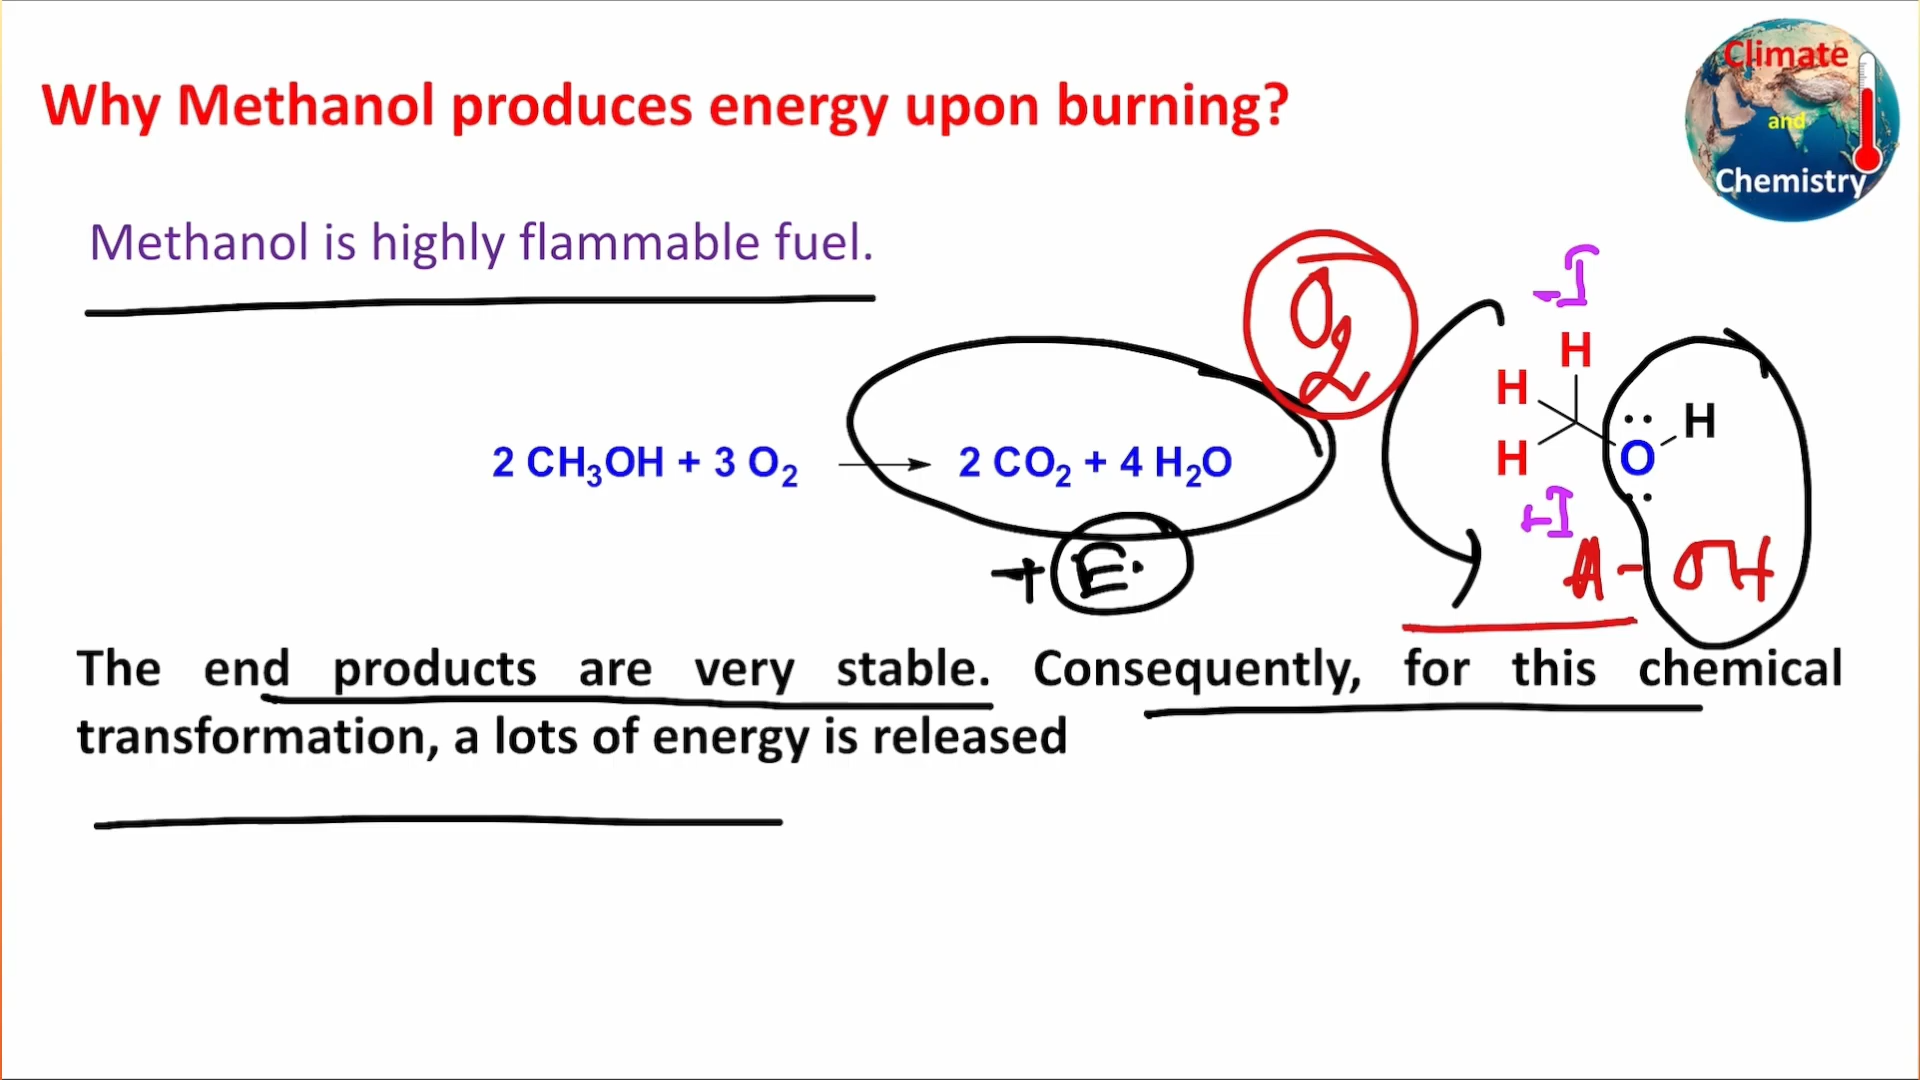 Climate
and
Chemistry
Why Methanol produces energy upon burning?
Methanol is highly flammable fuel.
O2
-I
H
H
H
O
H
+I
2 CH3OH + 3 O2 → 2 CO2 + 4 H2O
+ E.
- OH
The end products are very stable. Consequently, for this chemical
transformation, a lots of energy is released